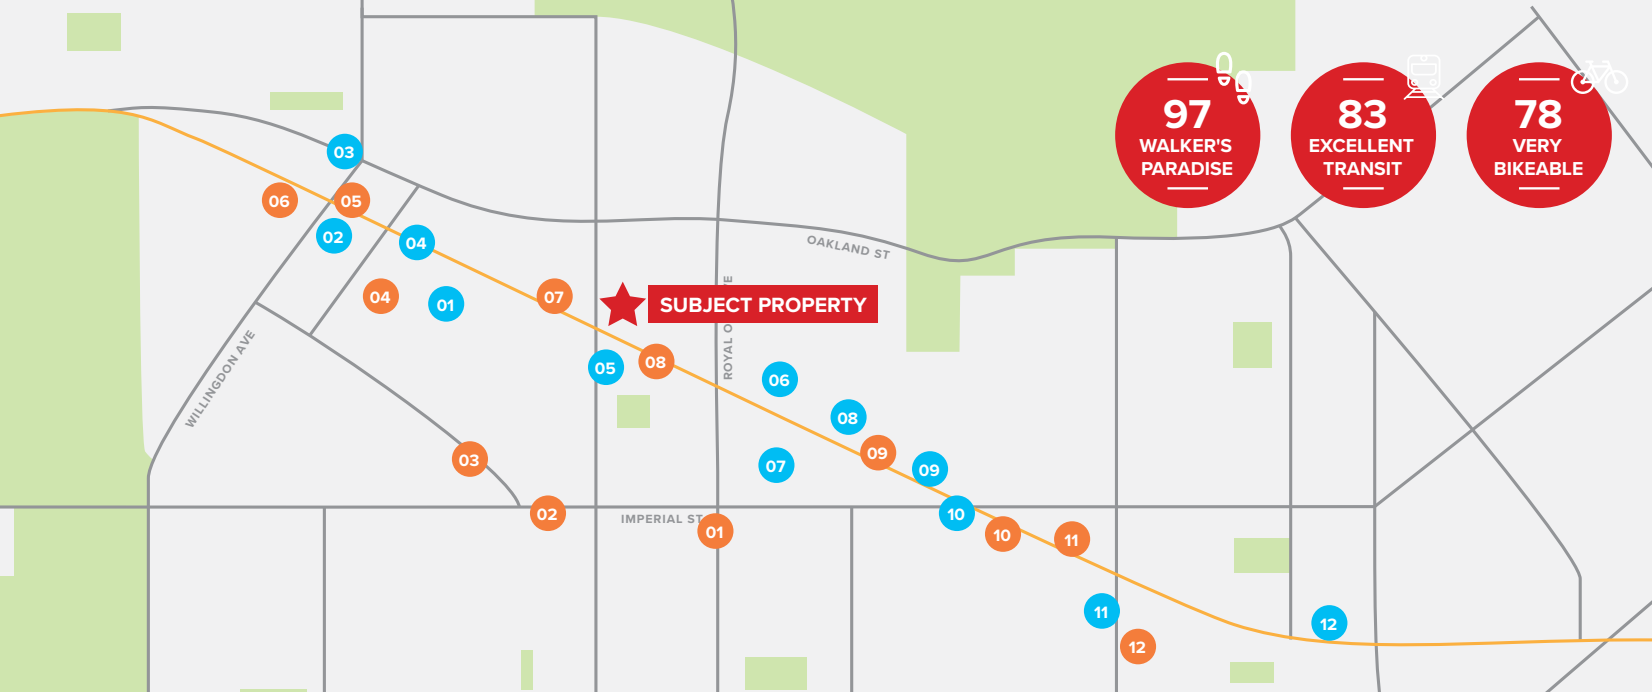 97
WALKER'S
PARADISE
83
EXCELLENT
TRANSIT
78
VERY
BIKEABLE
03
06
05
02
04
OAKLAND ST
04
01
07
SUBJECT PROPERTY
ROYAL
WILLINGDON AVE
05
08
06
08
09
03
07
09
02
IMPERIAL ST
01
10
10
11
11
12
12